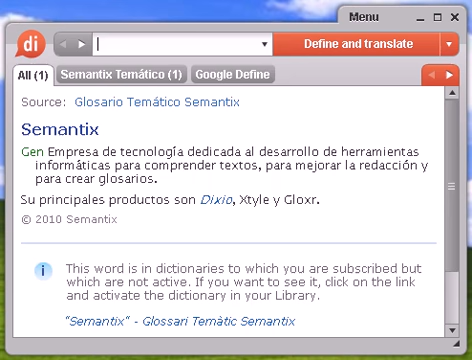 Menu
di
Define and translate
All (1) Semantix Temático (1) Google Define
Source: Glosario Temático Semantix
Semantix
Gen Empresa de tecnología dedicada al desarrollo de herramientas
informáticas para comprender textos, para mejorar la redacción y
para crear glosarios.
Su principales producto son Dixio, Xtyle y Gloxr.
© 2010 Semantix
i
This word is in dictionaries to which you are subscribed but
which are not active. If you want to see it, click on the link
and activate the dictionary in your Library.
"Semantix" - Glossari Temàtic Semantix